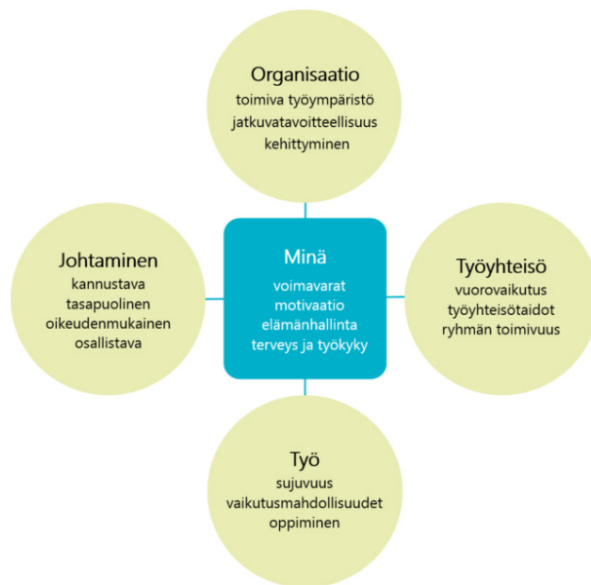 Organisaatio
toimiva työympäristö
jatkuvatavoitteellisuus
kehittyminen
Johtaminen
kannustava
tasapuolinen
oikeudenmukainen
osallistava
Minä
voimavarat
motivaatio
elämänhallinta
terveys ja työkyky
Työyhteisö
vuorovaikutus
työyhteisötaidot
ryhmän toimivuus
Työ
sujuvuus
vaikutusmahdollisuudet
oppiminen